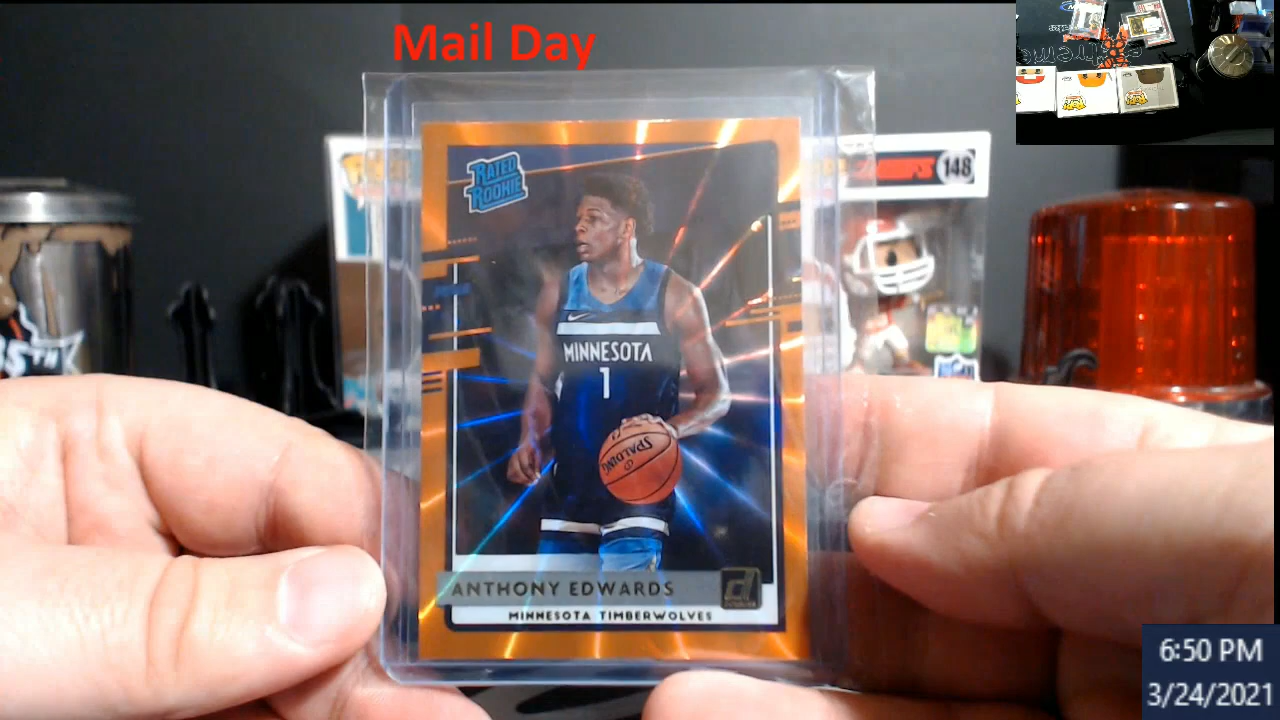 Mail Day
RATED
ROOKIE
148
MINNESOTA
1
SPALDING
ANTHONY EDWARDS
d
MINNESOTA TIMBERWOLVES
6:50 PM
3/24/2021